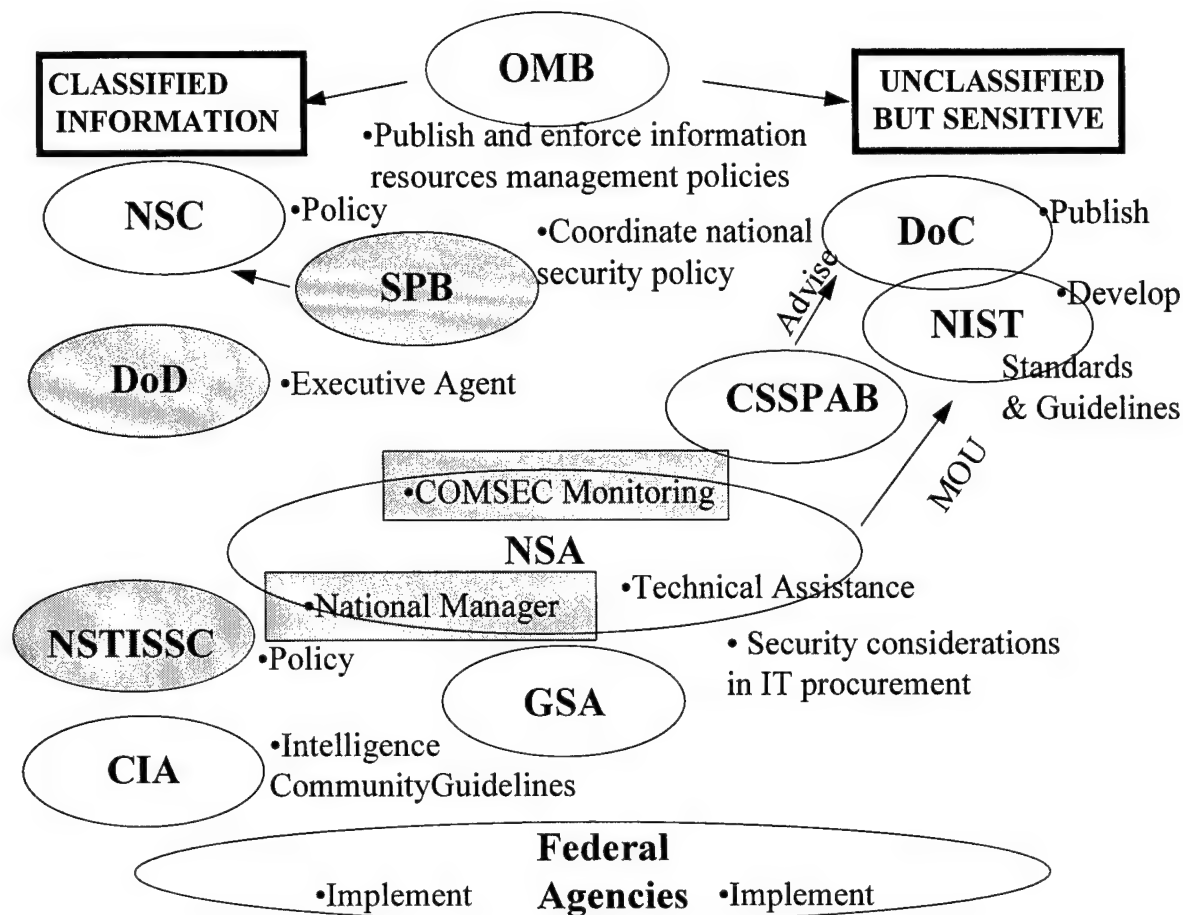 OMB
CLASSIFIED
INFORMATION
UNCLASSIFIED
BUT SENSITIVE
•Publish and enforce information
resources management policies
NSC
•Policy
SPB
•Coordinate national
security policy
DoC
•Publish
Advise
NIST
•Develop
Standards
& Guidelines
DoD
•Executive Agent
CSSPAB
MOU
•COMSEC Monitoring
NSA
•National Manager
•Technical Assistance
NSTISSC
•Policy
• Security considerations
in IT procurement
GSA
CIA
•Intelligence
CommunityGuidelines
Federal
Agencies
•Implement
•Implement